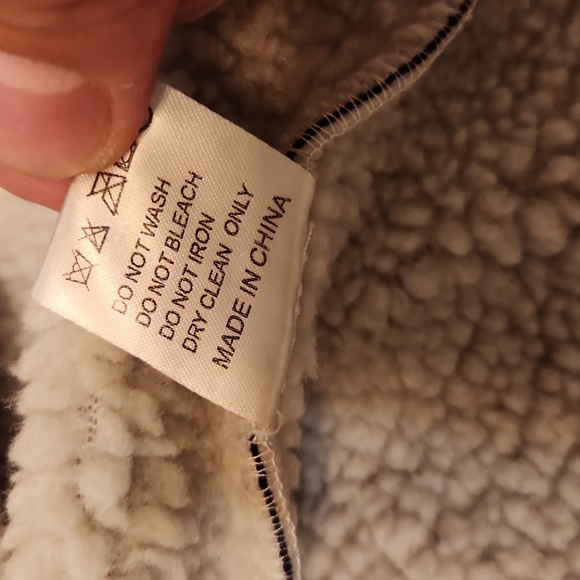 DO NOT WASH
DO NOT BLEACH
DO NOT IRON
DRY CLEAN ONLY
MADE IN CHINA